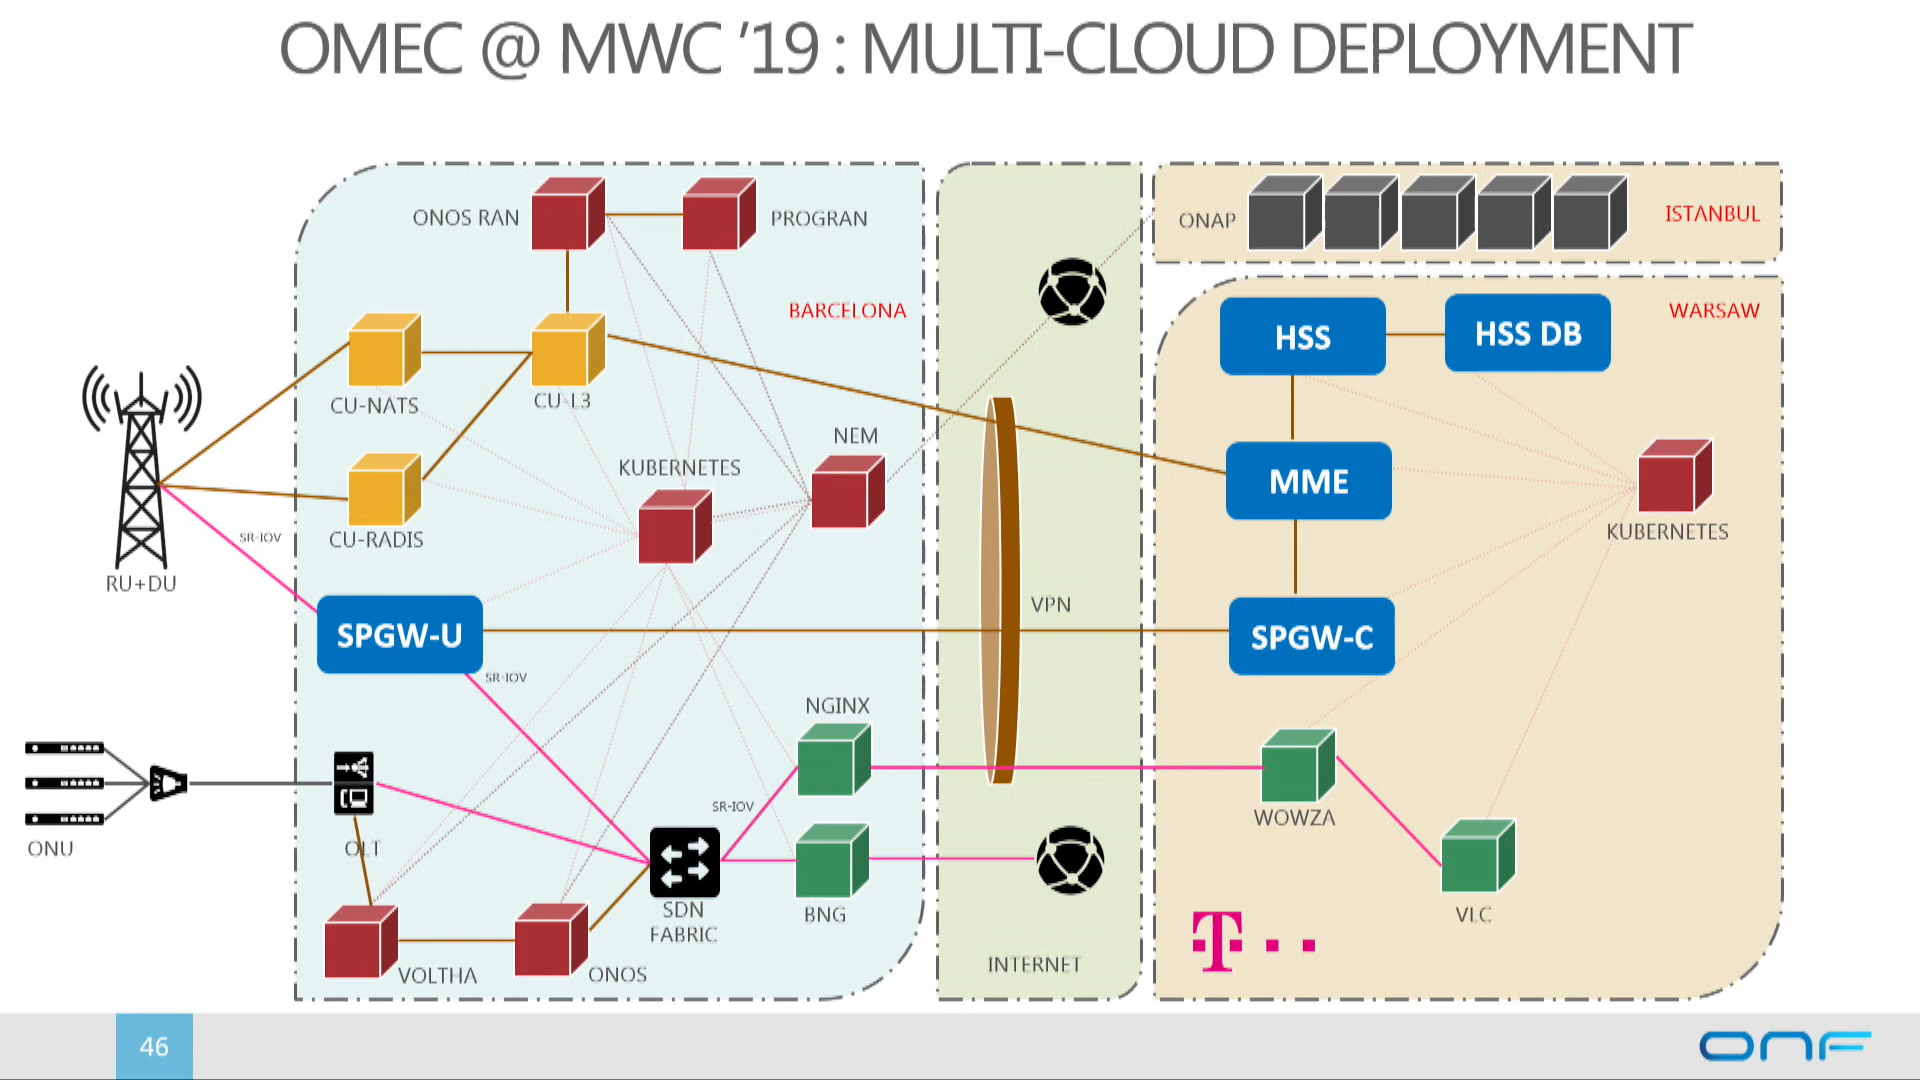 OMEC @ MWC '19 : MULTI-CLOUD DEPLOYMENT
ONOS RAN
PROGRAN
ONAP
ISTANBUL
BARCELONA
WARSAW
HSS
HSS DB
CU-NATS
CU-L3
NEM
KUBERNETES
MME
KUBERNETES
CU-RADIS
SR-IOV
RU+DU
VPN
SPGW-U
SPGW-C
SR-IOV
NGINX
SR-IOV
WOWZA
ONU
OLT
SDN
FABRIC
BNG
VLC
T
INTERNET
VOLTHA
ONOS
46
ONF